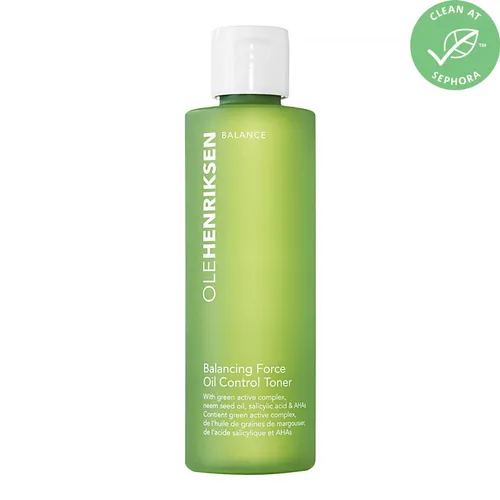 CLEAN AT
SEPHORA
™
BALANCE
OLEHENRIKSEN
Balancing Force
Oil Control Toner
With green active complex,
neem seed oil, salicylic acid & AHAs
Contient green active complex,
de l'huile de graines de margousier,
de l'acide salicylique et AHAs